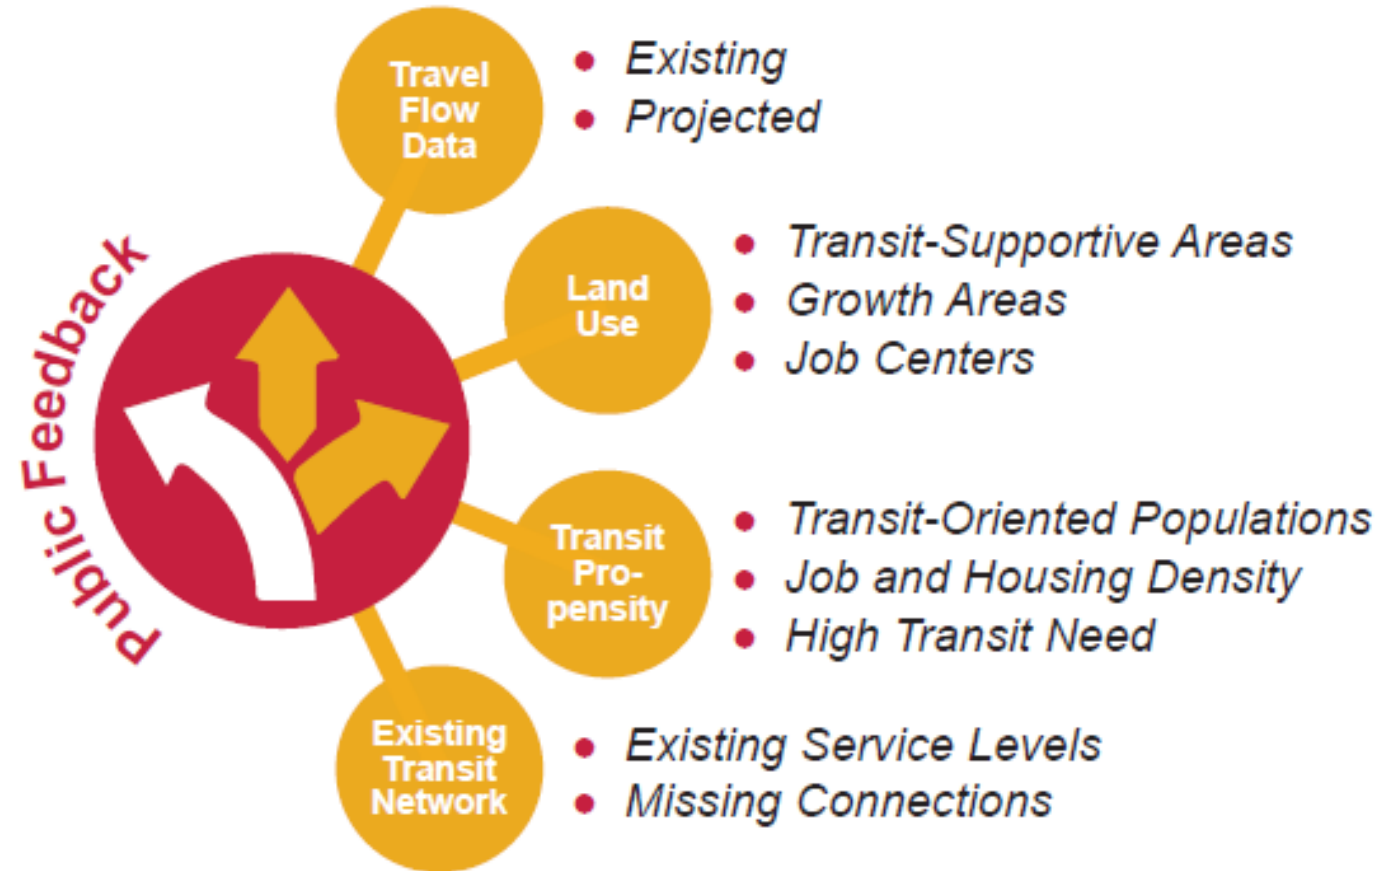 Public Feedback
Travel
Flow
Data
Existing
Projected
Land
Use
Transit-Supportive Areas
Growth Areas
Job Centers
Transit
Pro-
pensity
Transit-Oriented Populations
Job and Housing Density
High Transit Need
Existing
Transit
Network
Existing Service Levels
Missing Connections